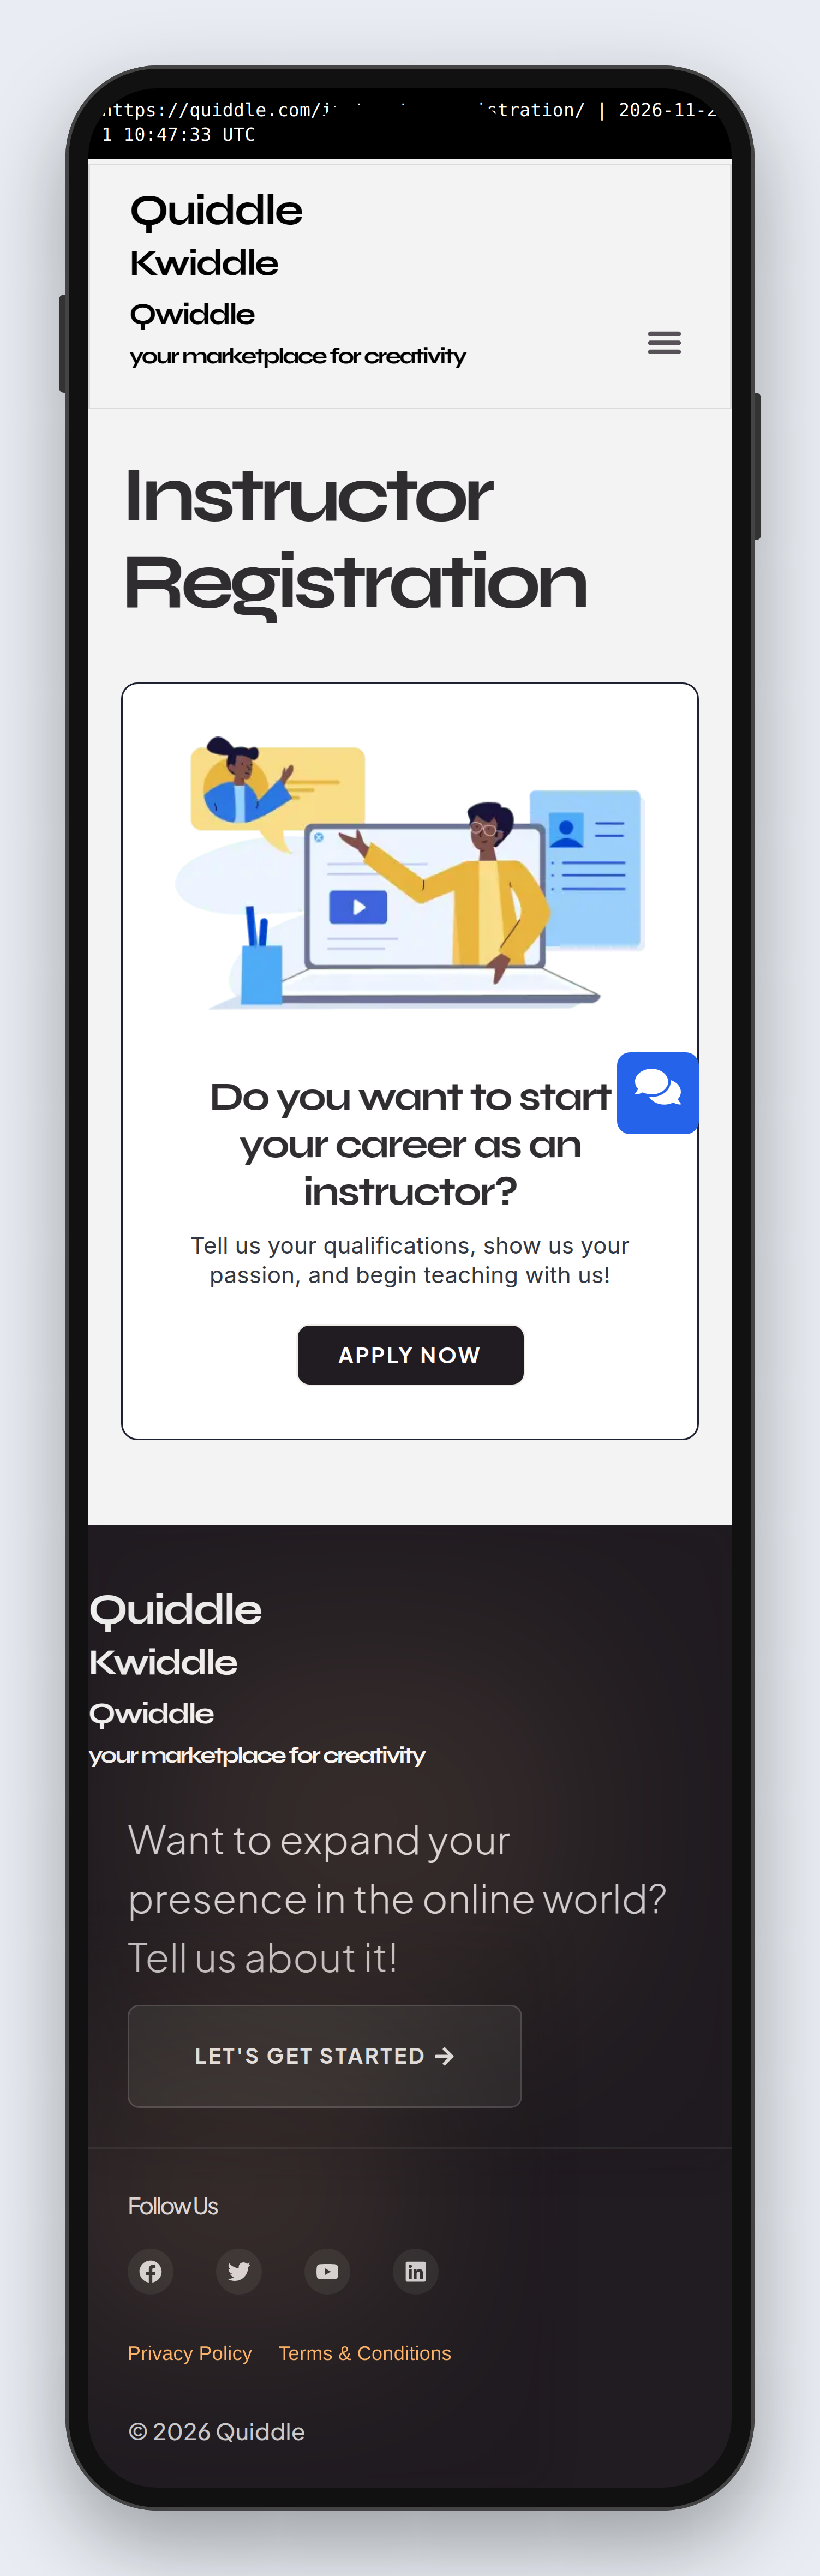 https://quiddle.com/ | 2026-11-2
1 10:47:33 UTC
Quiddle
Kwiddle
Qwiddle
your marketplace for creativity
Instructor
Registration
Do you want to start
your career as an
instructor?
Tell us your qualifications, show us your
passion, and begin teaching with us!
APPLY NOW
Quiddle
Kwiddle
Qwiddle
your marketplace for creativity
Want to expand your
presence in the online world?
Tell us about it!
LET'S GET STARTED →
Follow Us
Privacy Policy Terms & Conditions
© 2026 Quiddle